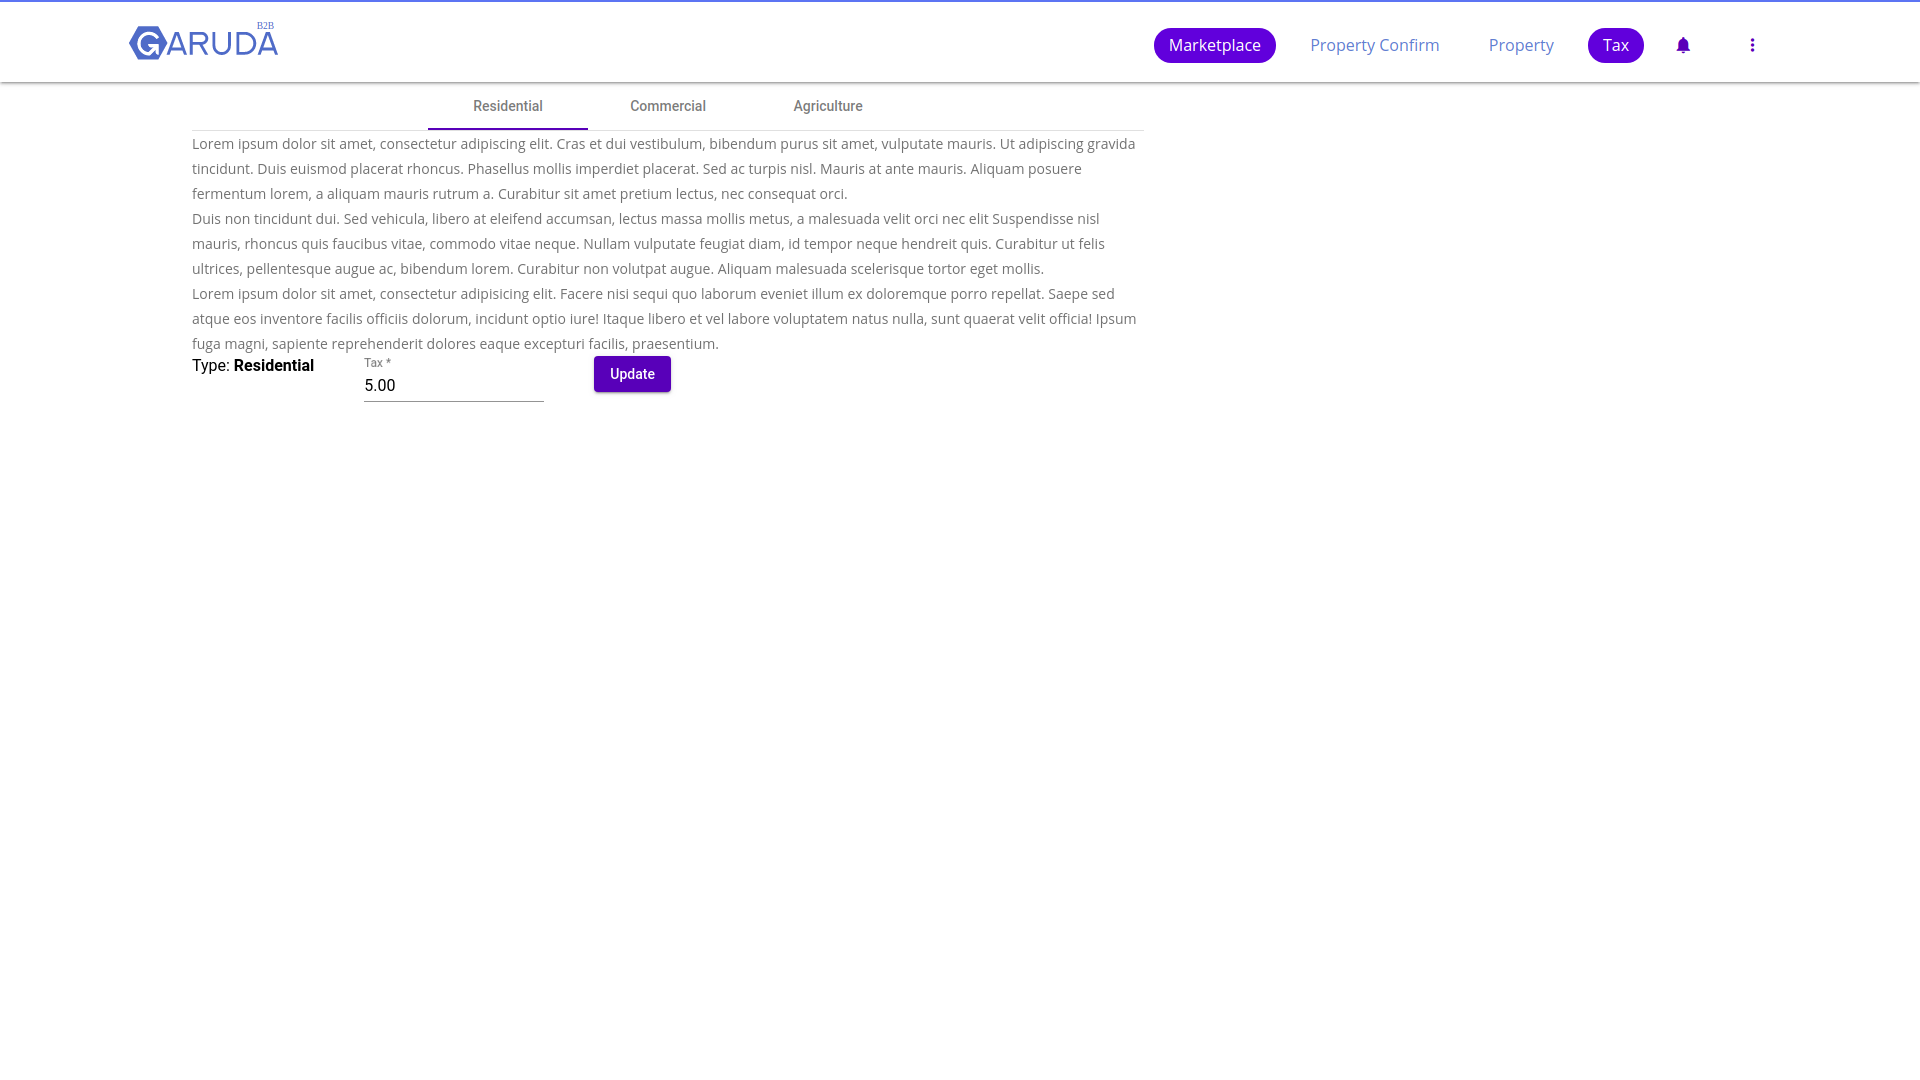 GARUDA B2B
Marketplace
Property Confirm
Property
Tax
Residential
Commercial
Agriculture
Lorem ipsum dolor sit amet, consectetur adipiscing elit. Cras et dui vestibulum, bibendum purus sit amet, vulputate mauris. Ut adipiscing gravida
tincidunt. Duis euismod placerat rhoncus. Phasellus mollis imperdiet placerat. Sed ac turpis nisl. Mauris at ante mauris. Aliquam posuere
fermentum lorem, a aliquam mauris rutrum a. Curabitur sit amet pretium lectus, nec consequat orci.
Duis non tincidunt dui. Sed vehicula, libero at eleifend accumsan, lectus massa mollis metus, a malesuada velit orci nec elit Suspendisse nisl
mauris, rhoncus quis faucibus vitae, commodo vitae neque. Nullam vulputate feugiat diam, id tempor neque hendreit quis. Curabitur ut felis
ultrices, pellentesque augue ac, bibendum lorem. Curabitur non volutpat augue. Aliquam malesuada scelerisque tortor eget mollis.
Lorem ipsum dolor sit amet, consectetur adipisicing elit. Facere nisi sequi quo laborum eveniet illum ex doloremque porro repellat. Saepe sed
atque eos inventore facilis officiis dolorum, incidunt optio iure! Itaque libero et vel labore voluptatem natus nulla, sunt quaerat velit officia! Ipsum
fuga magni, sapiente reprehenderit dolores eaque excepturi facilis, praesentium.
Type: Residential
Tax *
5.00
Update